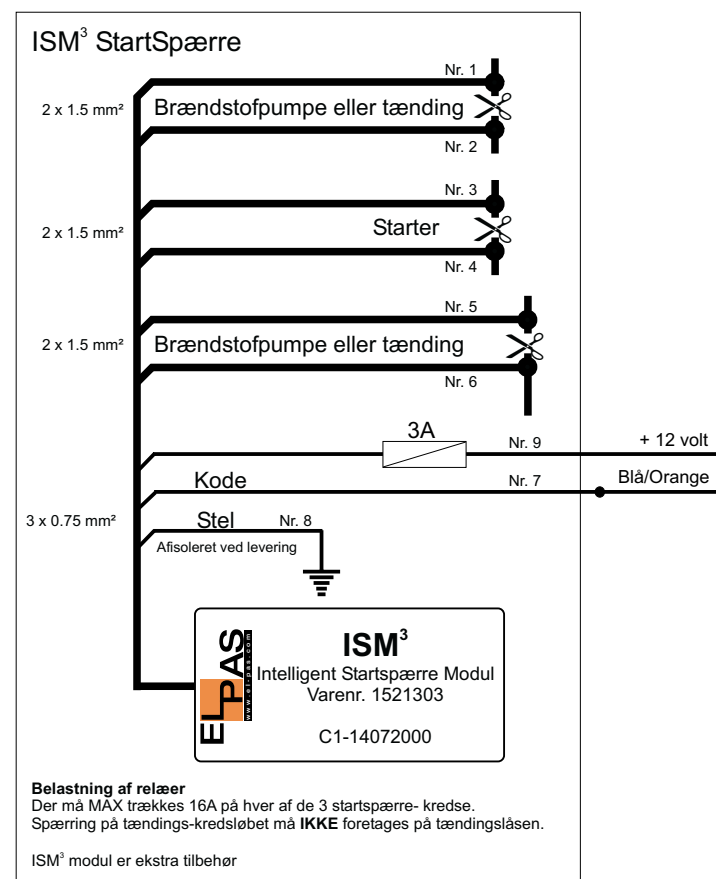 ISM³ StartSpærre
Nr. 1
2 x 1.5 mm²
Brændstofpumpe eller tænding
Nr. 2
Nr. 3
2 x 1.5 mm²
Starter
Nr. 4
Nr. 5
2 x 1.5 mm²
Brændstofpumpe eller tænding
Nr. 6
3A
Nr. 9
+ 12 volt
Kode
Nr. 7
Blå/Orange
3 x 0.75 mm²
Stel
Nr. 8
Afisoleret ved levering
ELPAS
www.el-pas.com
ISM³
Intelligent Startspærre Modul
Varenr. 1521303
C1-14072000
Belastning af relæer
Der må MAX trækkes 16A på hver af de 3 startspærre- kredse.
Spærring på tændings-kredsløbet må IKKE foretages på tændingslåsen.
ISM³ modul er ekstra tilbehør